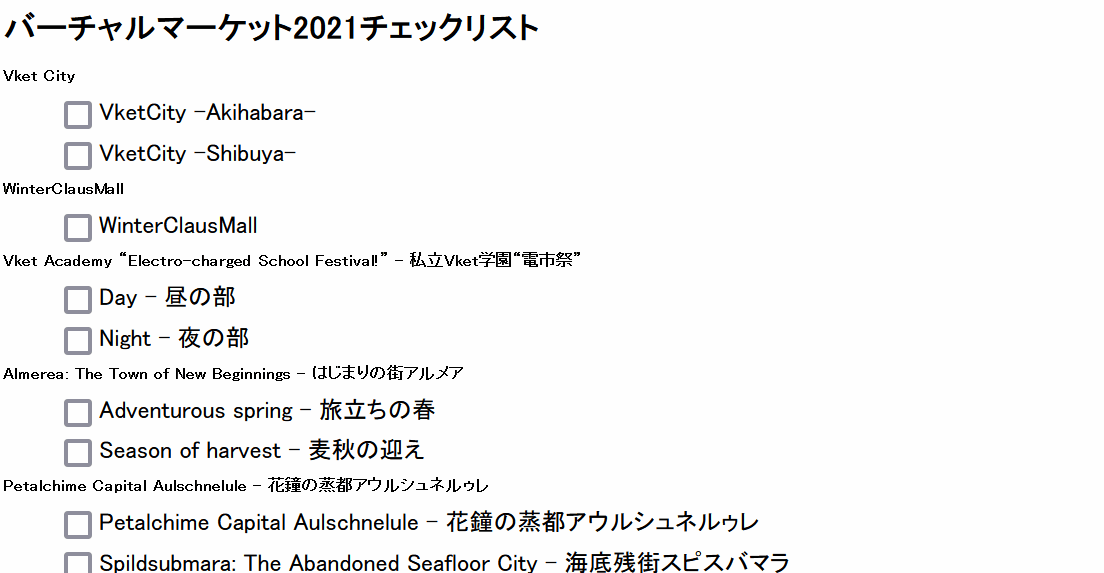 バーチャルマーケット2021チェックリスト
Vket City
VketCity -Akihabara-
VketCity -Shibuya-
WinterClausMall
WinterClausMall
Vket Academy “Electro-charged School Festival!” - 私立Vket学園“電市祭”
Day - 昼の部
Night - 夜の部
Almerea: The Town of New Beginnings - はじまりの街アルメア
Adventurous spring - 旅立ちの春
Season of harvest - 麦秋の迎え
Petalchime Capital Aulschnelule - 花鐘の蒸都アウルシュネルゥレ
Petalchime Capital Aulschnelule - 花鐘の蒸都アウルシュネルゥレ
Spildsubmara: The Abandoned Seafloor City - 海底残街スピスバマラ